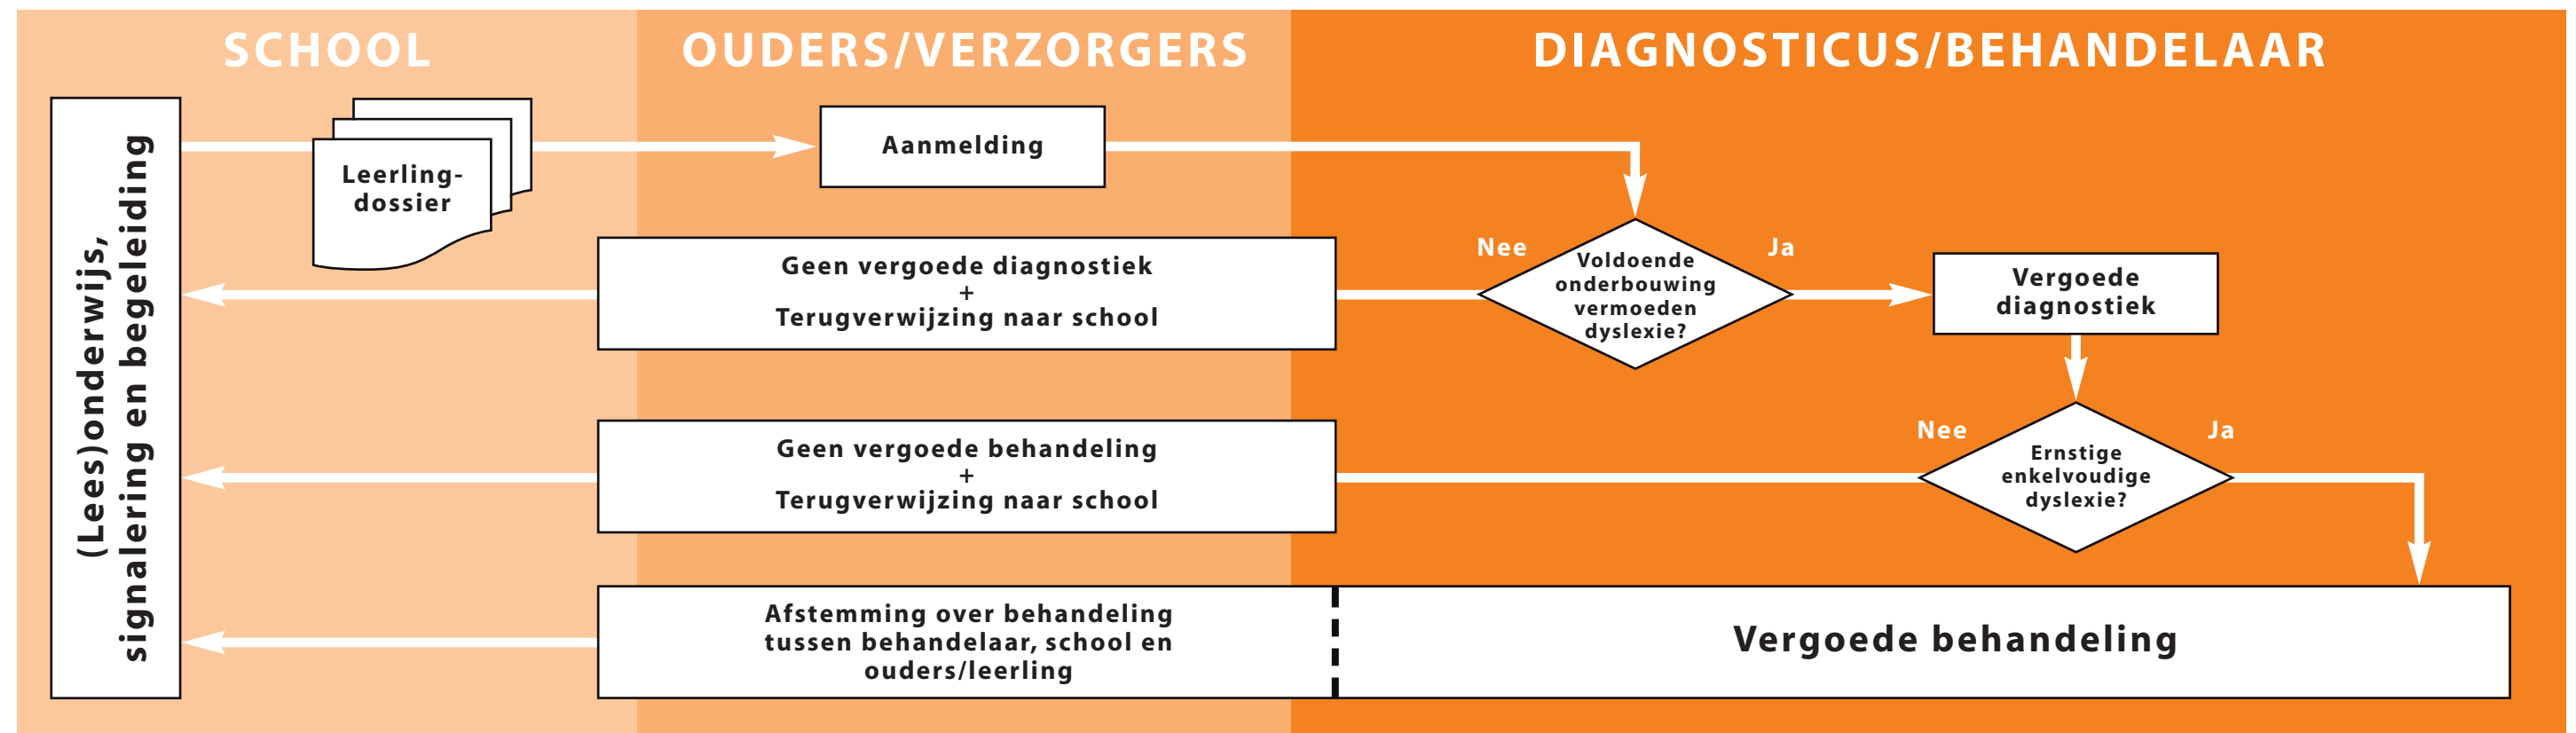 SCHOOL
OUDERS/VERZORGERS
DIAGNOSTICUS/BEHANDELAAR
(Lees)onderwijs,
signalering en begeleiding
Leerling-
dossier
Aanmelding
Nee
Voldoende
onderbouwing
vermoeden
dyslexie?
Ja
Vergoede
diagnostiek
Geen vergoede diagnostiek
+
Terugverwijzing naar school
Nee
Ernstige
enkelvoudige
dyslexie?
Ja
Geen vergoede behandeling
+
Terugverwijzing naar school
Afstemming over behandeling
tussen behandelaar, school en
ouders/leerling
Vergoede behandeling